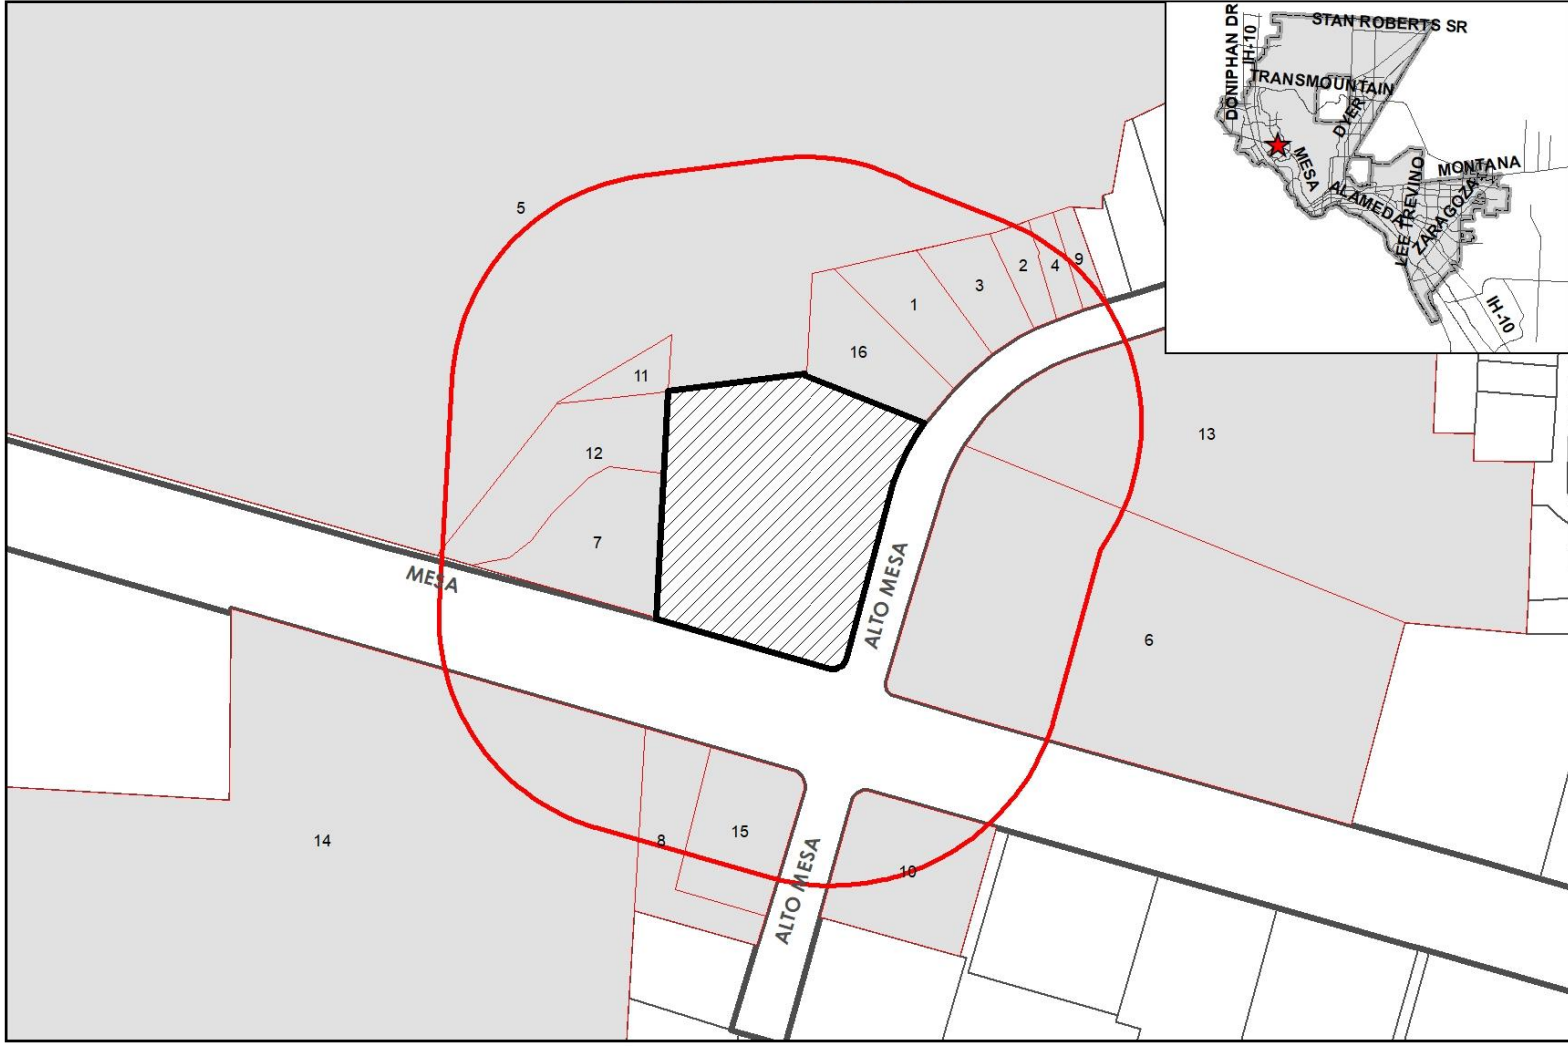 STAN ROBERTS SR
DONIPHAN DR
IH-10
TRANSMOUNTAIN
DYER
MESA
MONTANA
ALAMEDA
LEE TREVINO
ZARAGOZA
IH-10
5
2
4
9
3
1
16
11
13
12
7
MESA
ALTO MESA
6
14
8
15
10
ALTO MESA